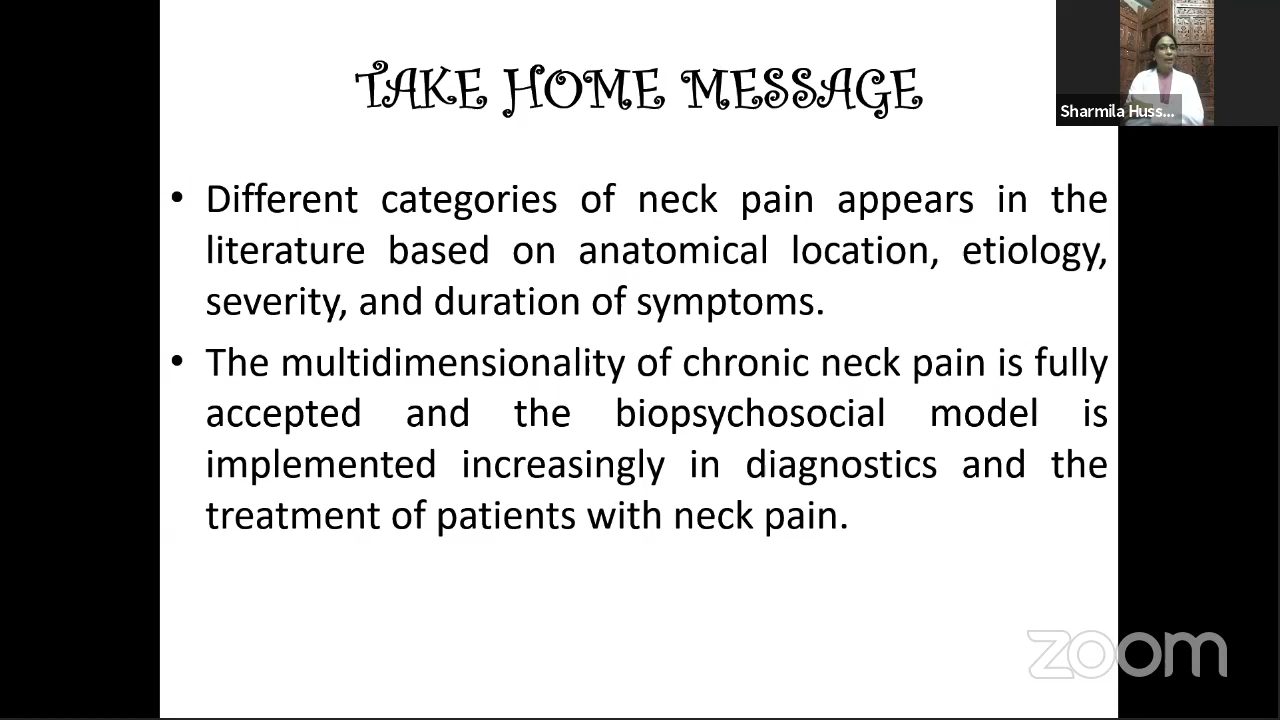 TAKE HOME MESSAGE
Sharmila Huss...
• Different categories of neck pain appears in the
literature based on anatomical location, etiology,
severity, and duration of symptoms.
• The multidimensionality of chronic neck pain is fully
accepted and the biopsychosocial model is
implemented increasingly in diagnostics and the
treatment of patients with neck pain.
zoom